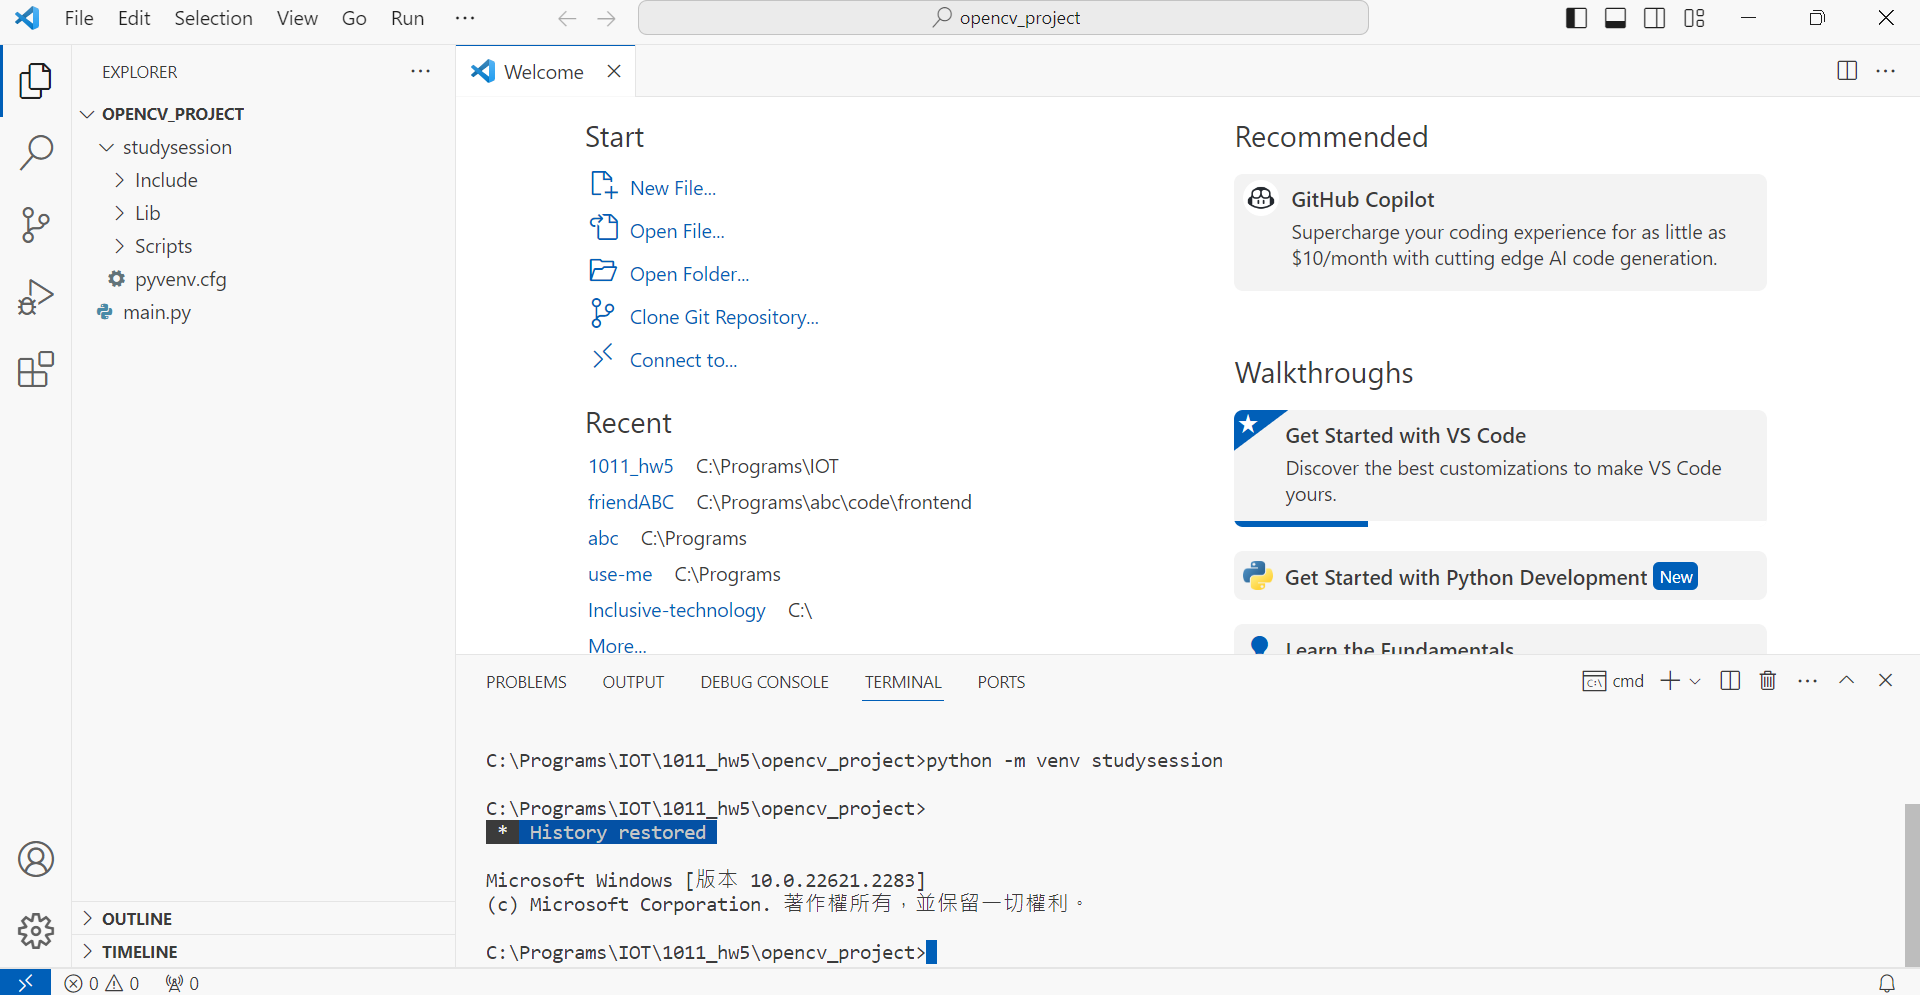 File Edit Selection View Go Run ···
opencv_project
EXPLORER
OPENCV_PROJECT
studysession
Include
Lib
Scripts
pyvenv.cfg
main.py
OUTLINE
TIMELINE
Welcome
Start
New File...
Open File...
Open Folder...
Clone Git Repository...
Connect to...
Recent
1011_hw5 C:\Programs\IOT
friendABC C:\Programs\abc\code\frontend
abc C:\Programs
use-me C:\Programs
Inclusive-technology C:\
More...
Recommended
GitHub Copilot
Supercharge your coding experience for as little as
$10/month with cutting edge AI code generation.
Walkthroughs
Get Started with VS Code
Discover the best customizations to make VS Code
yours.
Get Started with Python Development New
Learn the Fundamentals
PROBLEMS OUTPUT DEBUG CONSOLE TERMINAL PORTS
cmd
C:\Programs\IOT\1011_hw5\opencv_project>python -m venv studysession
C:\Programs\IOT\1011_hw5\opencv_project>
* History restored
Microsoft Windows [版本 10.0.22621.2283]
(c) Microsoft Corporation. 著作權所有，並保留一切權利。
C:\Programs\IOT\1011_hw5\opencv_project>
0 0 0